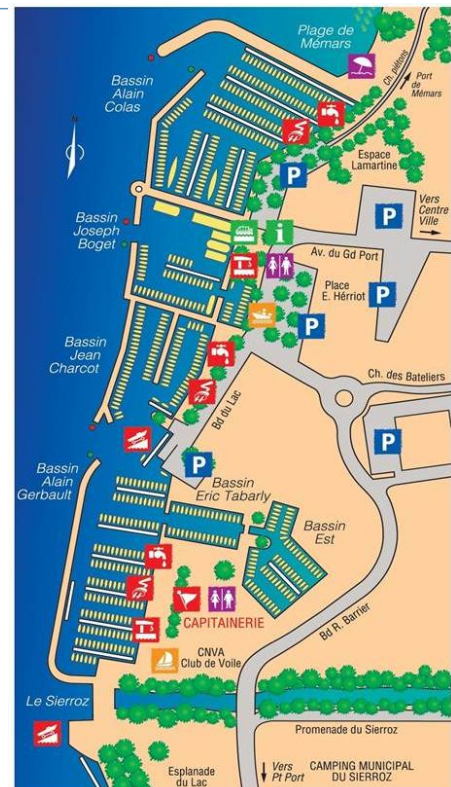 Plage de
Mémars
Bassin
Alain
Colas
Ch. piétons
Port
de
Mémars
Espace
Lamartine
P
N
Vers
Centre
Ville
P
Bassin
Joseph
Boget
i
Av. du Gd Port
Place
E. Hérriot
P
P
Bassin
Jean
Charcot
Bd du Lac
Ch. des Bateliers
P
Bassin
Alain
Gerbault
P
Bassin
Eric Tabarly
Bassin
Est
CAPITAINERIE
Bd R. Barrier
CNVA
Club de Voile
Le Sierroz
Promenade du Sierroz
Esplanade
du Lac
Vers
Pt Port
CAMPING MUNICIPAL
DU SIERROZ